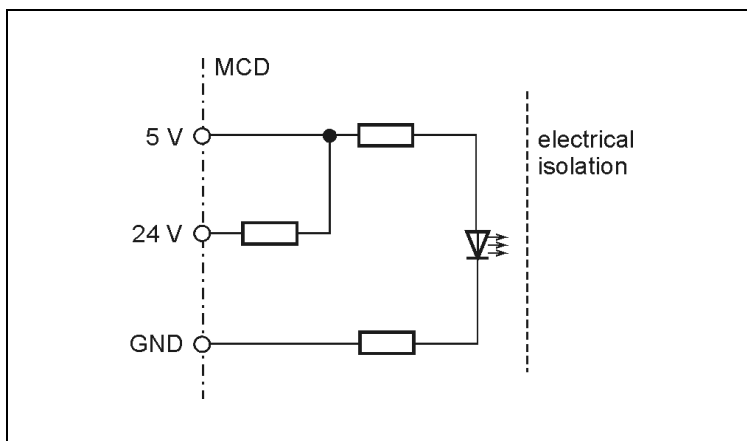 MCD
5 V
electrical
isolation
24 V
GND